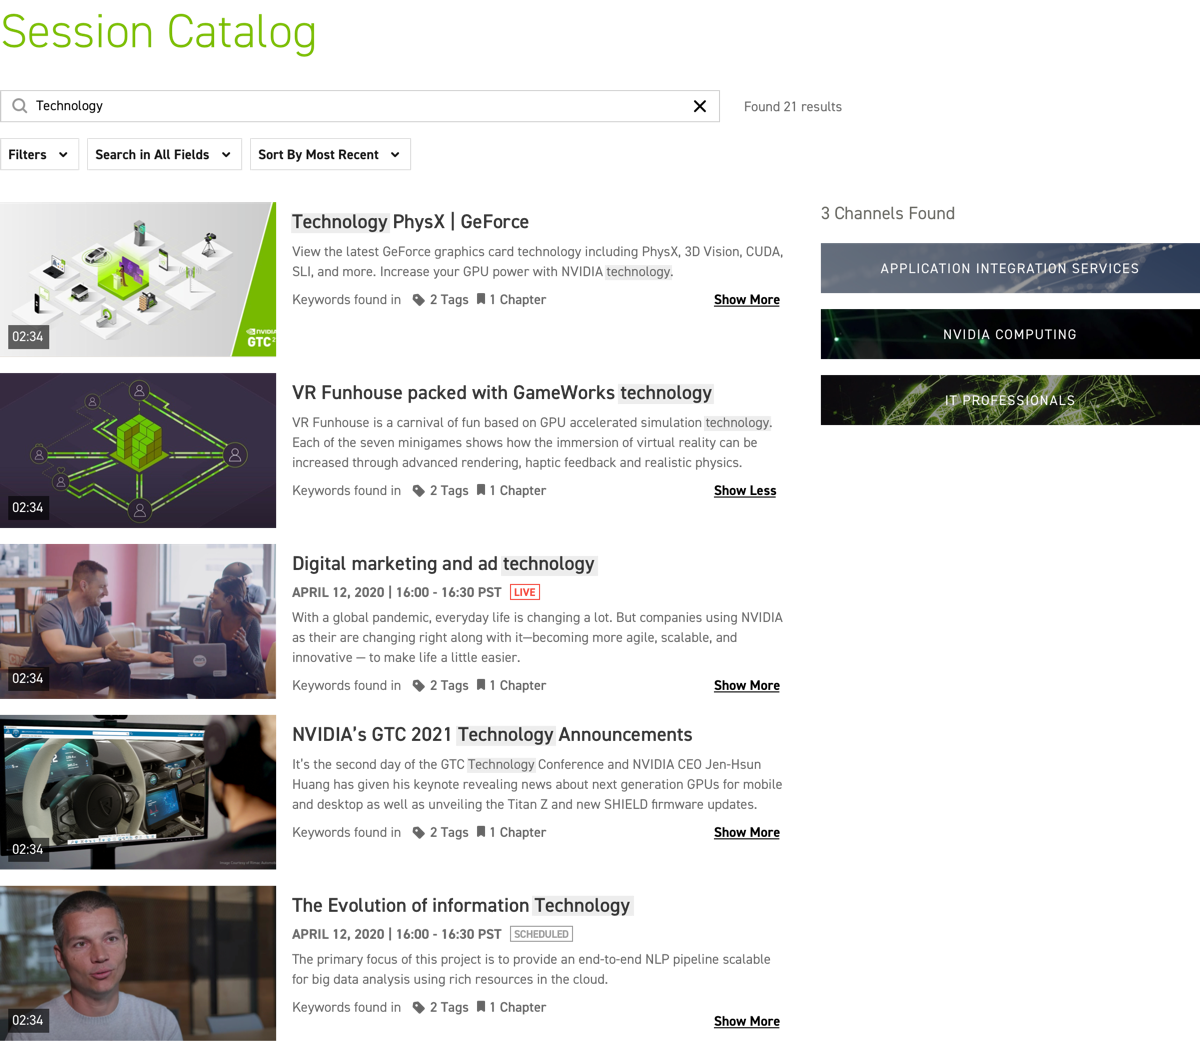 Session Catalog
Technology
Found 21 results
Filters
Search in All Fields
Sort By Most Recent
02:34
NVIDIA
GTC
Technology PhysX | GeForce
View the latest GeForce graphics card technology including PhysX, 3D Vision, CUDA,
SLI, and more. Increase your GPU power with NVIDIA technology.
Keywords found in 2 Tags 1 Chapter
Show More
02:34
VR Funhouse packed with GameWorks technology
VR Funhouse is a carnival of fun based on GPU accelerated simulation technology.
Each of the seven minigames shows how the immersion of virtual reality can be
increased through advanced rendering, haptic feedback and realistic physics.
Keywords found in 2 Tags 1 Chapter
Show Less
02:34
Digital marketing and ad technology
APRIL 12, 2020 | 16:00 - 16:30 PST LIVE
With a global pandemic, everyday life is changing a lot. But companies using NVIDIA
as their are changing right along with it—becoming more agile, scalable, and
innovative — to make life a little easier.
Keywords found in 2 Tags 1 Chapter
Show More
02:34
NVIDIA’s GTC 2021 Technology Announcements
It’s the second day of the GTC Technology Conference and NVIDIA CEO Jen-Hsun
Huang has given his keynote revealing news about next generation GPUs for mobile
and desktop as well as unveiling the Titan Z and new SHIELD firmware updates.
Keywords found in 2 Tags 1 Chapter
Show More
02:34
The Evolution of information Technology
APRIL 12, 2020 | 16:00 - 16:30 PST SCHEDULED
The primary focus of this project is to provide an end-to-end NLP pipeline scalable
for big data analysis using rich resources in the cloud.
Keywords found in 2 Tags 1 Chapter
Show More
3 Channels Found
APPLICATION INTEGRATION SERVICES
NVIDIA COMPUTING
IT PROFESSIONALS